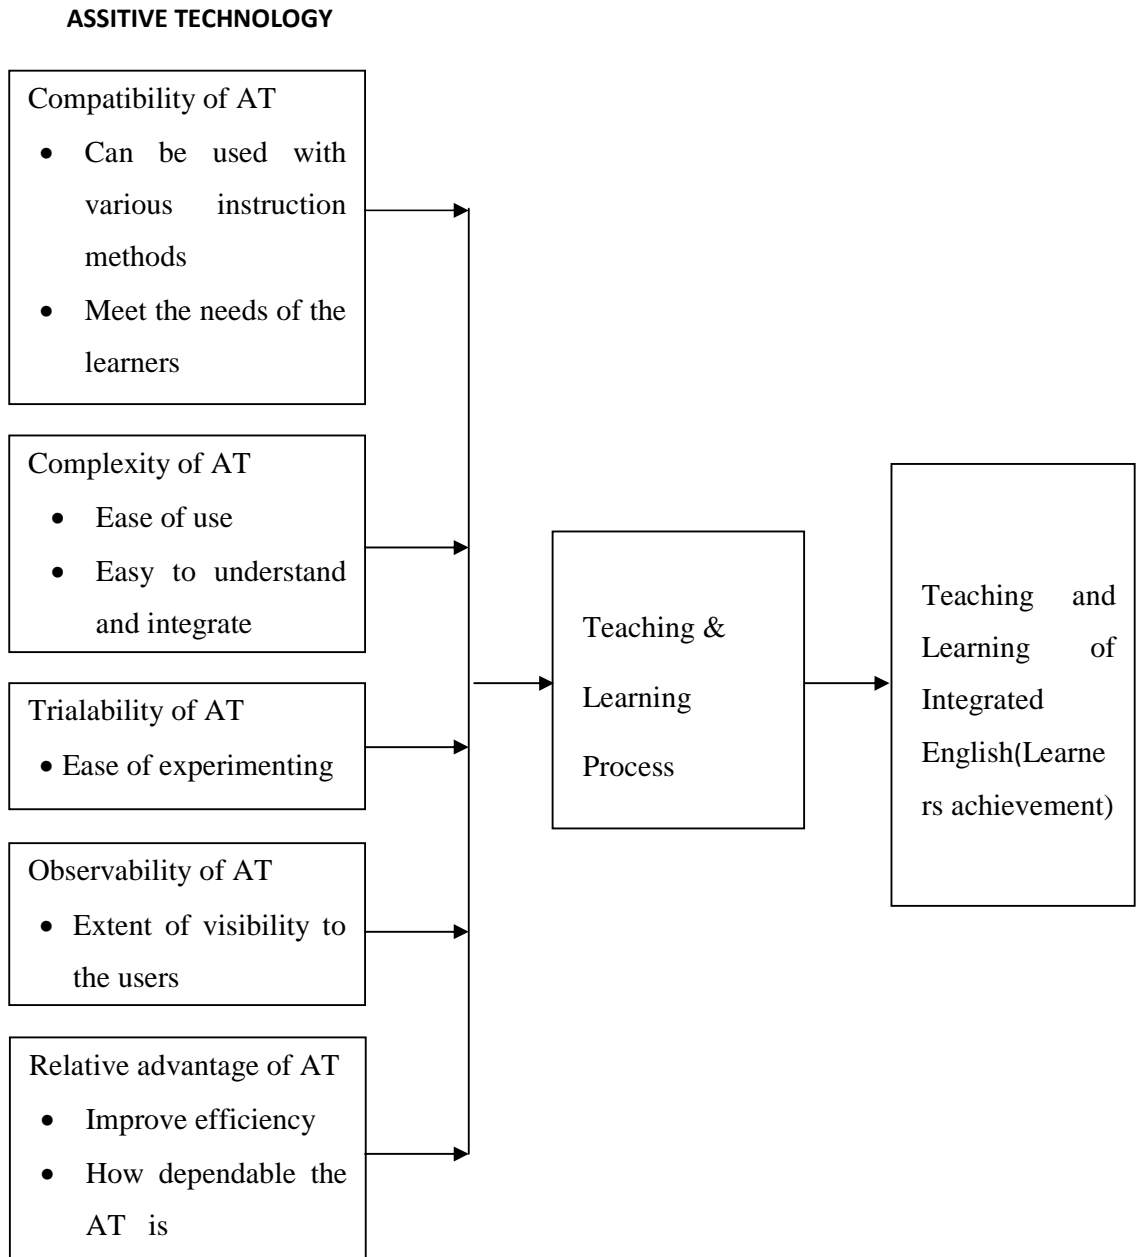 ASSITIVE TECHNOLOGY
Compatibility of AT
• Can be used with
various instruction
methods
• Meet the needs of the
learners
Complexity of AT
• Ease of use
• Easy to understand
and integrate
Trialability of AT
• Ease of experimenting
Observability of AT
• Extent of visibility to
the users
Relative advantage of AT
• Improve efficiency
• How dependable the
AT is
Teaching &
Learning
Process
Teaching and
Learning of
Integrated
English(Learne
rs achievement)